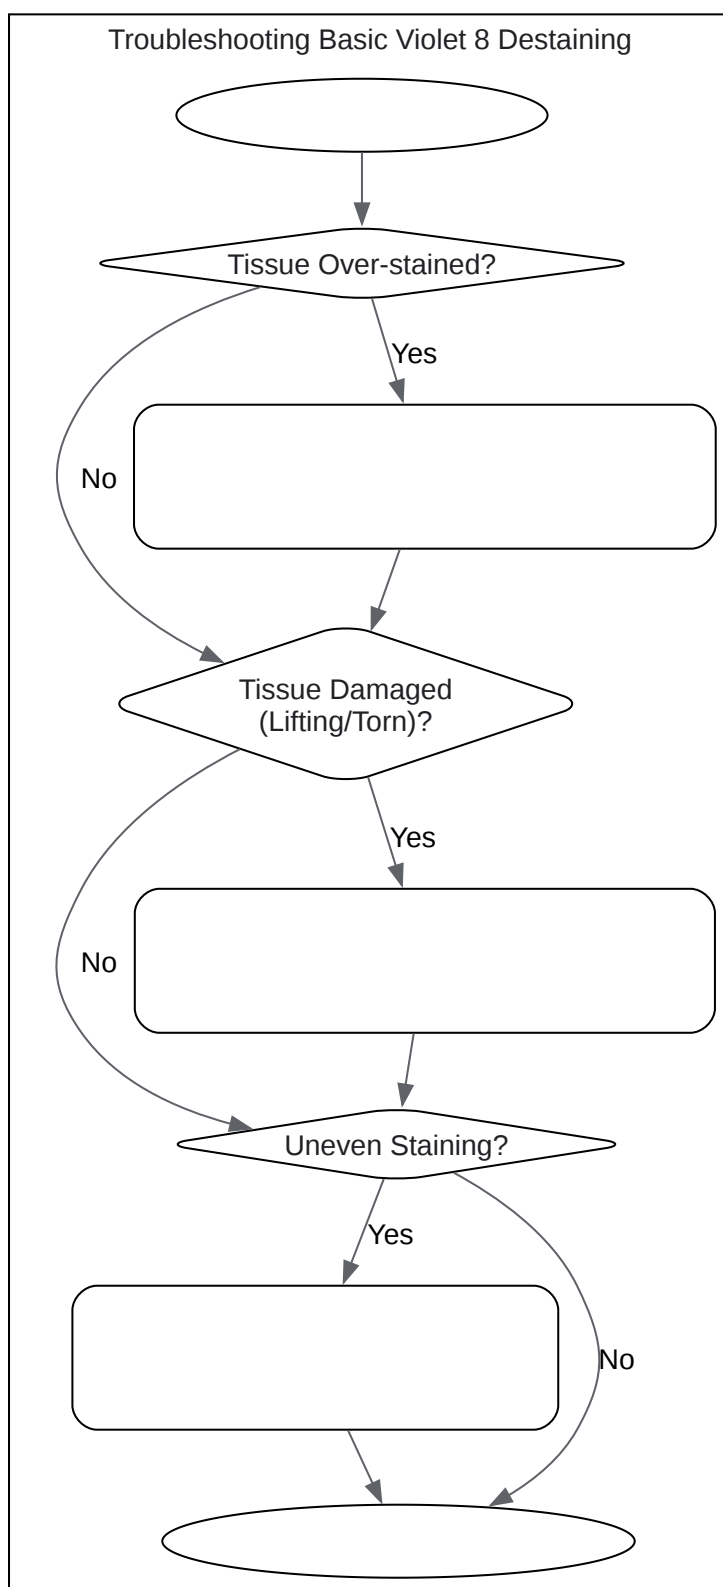 Troubleshooting Basic Violet 8 Destaining
Tissue Over-stained?
Yes
No
Tissue Damaged
(Lifting/Torn)?
Yes
No
Uneven Staining?
Yes
No